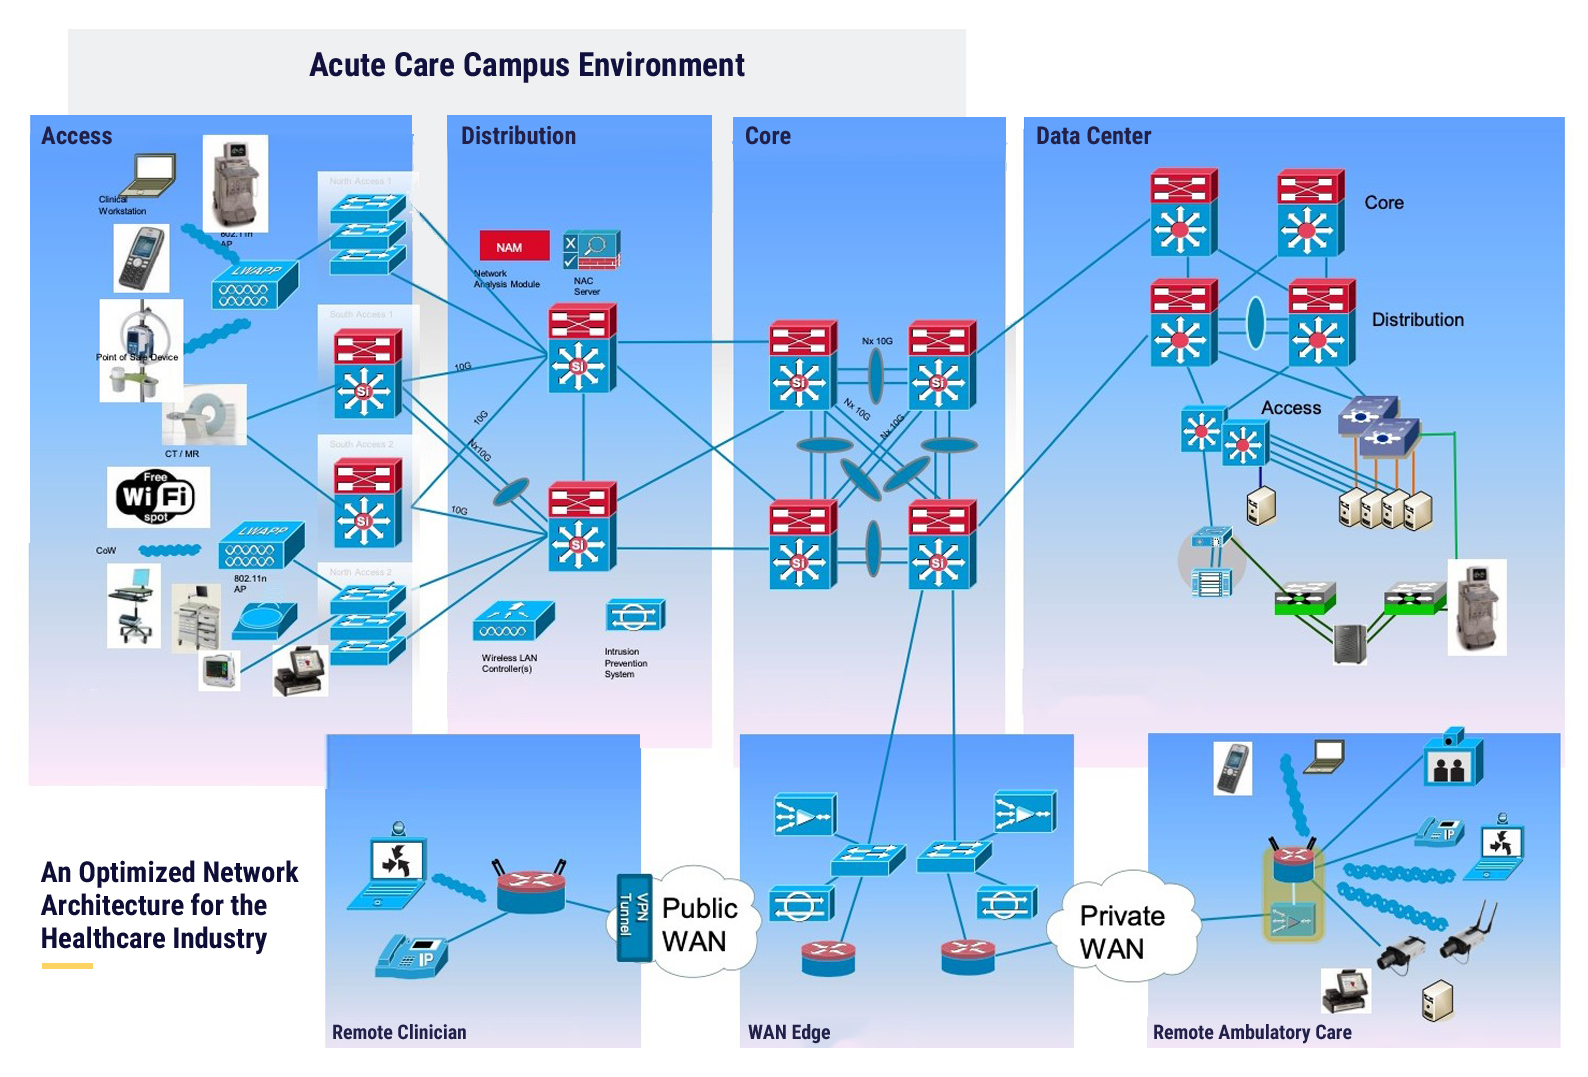 Acute Care Campus Environment
Access
Clinical
Workstation
802.11n
AP
LWAPP
Point of Sale Device
CT / MR
Free
Wi Fi
spot
CoW
LWAPP
802.11n
AP
North Access 1
South Access 1
Si
South Access 2
Si
North Access 2
Distribution
NAM
Network
Analysis Module
NAC
Server
Si
10G
10G
Nx10G
10G
Si
Wireless LAN
Controller(s)
Intrusion
Prevention
System
Core
Nx 10G
Si
Si
Nx 10G
Nx 10G
Si
Si
Data Center
Core
Distribution
Access
An Optimized Network
Architecture for the
Healthcare Industry
IP
VPN
Tunnel
Public
WAN
Remote Clinician
WAN Edge
Private
WAN
IP
Remote Ambulatory Care